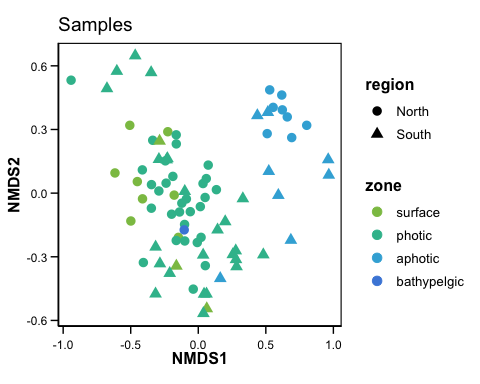 Samples
NMDS2
0.6
0.3
0.0
-0.3
-0.6
-1.0 -0.5 0.0 0.5 1.0
NMDS1
region
North
South
zone
surface
photic
aphotic
bathypelgic